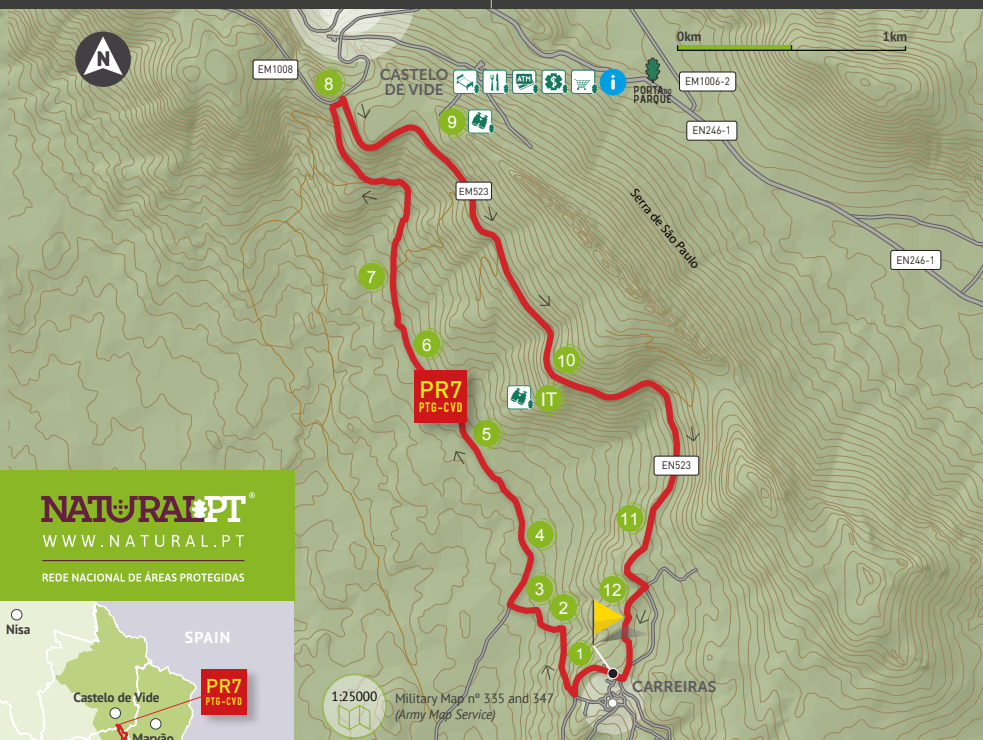 N
0km
1km
EM1008
8
CASTELO
DE VIDE
ATM
i
PORTA DO
PARQUE
EM1006-2
9
EN246-1
EM523
Serra de São Paulo
EN246-1
7
6
10
PR7
PTG-CVD
IT
5
EN523
11
4
NATURAL.PT®
WWW.NATURAL.PT
REDE NACIONAL DE ÁREAS PROTEGIDAS
3
12
2
1
Nisa
SPAIN
PR7
PTG-CVD
Castelo de Vide
Marvão
1:25000
Military Map nº 335 and 347
(Army Map Service)
CARREIRAS